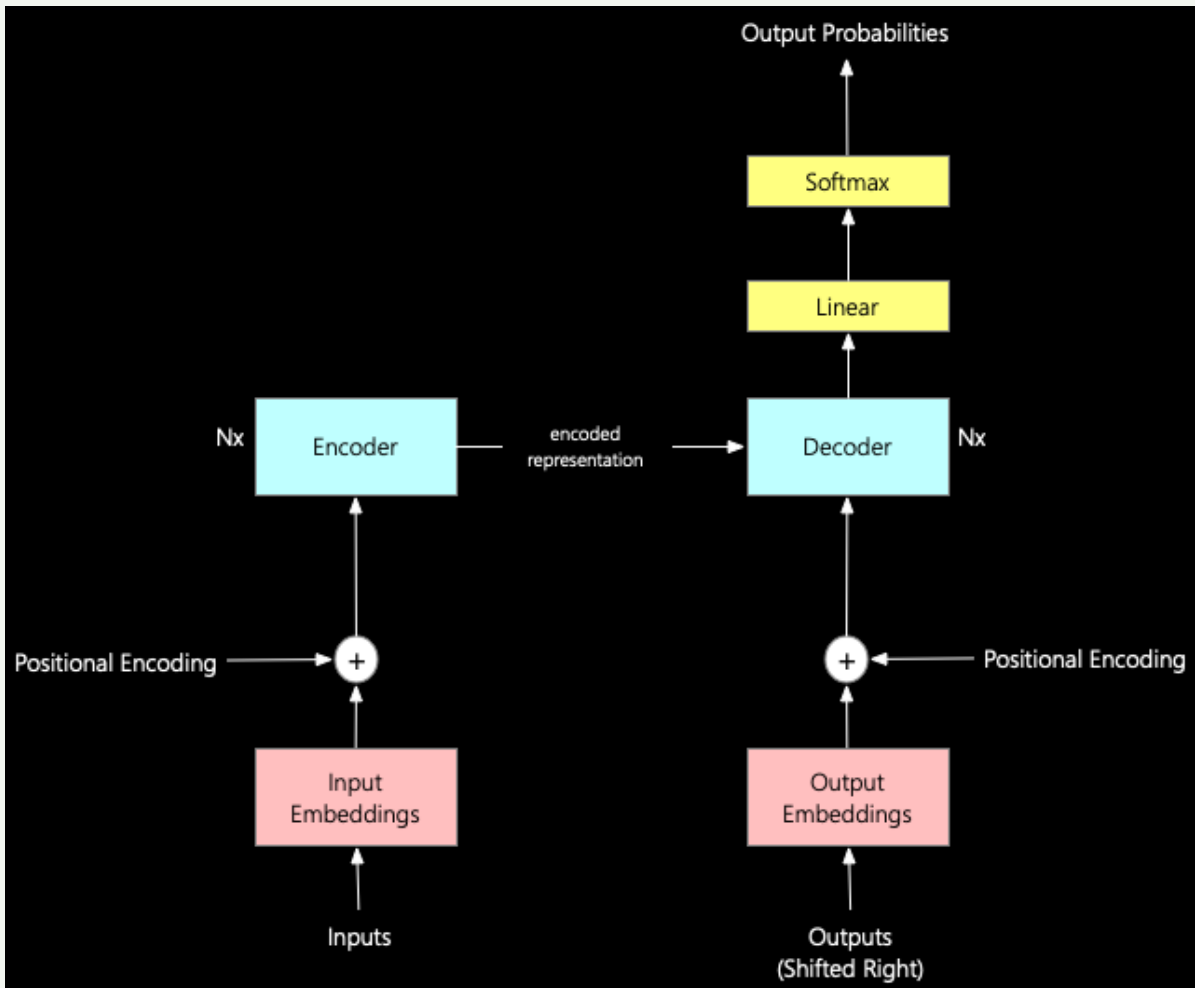 Output Probabilities
Softmax
Linear
Nx
Encoder
encoded
representation
Decoder
Nx
Positional Encoding
+
+
Positional Encoding
Input
Embeddings
Output
Embeddings
Inputs
Outputs
(Shifted Right)